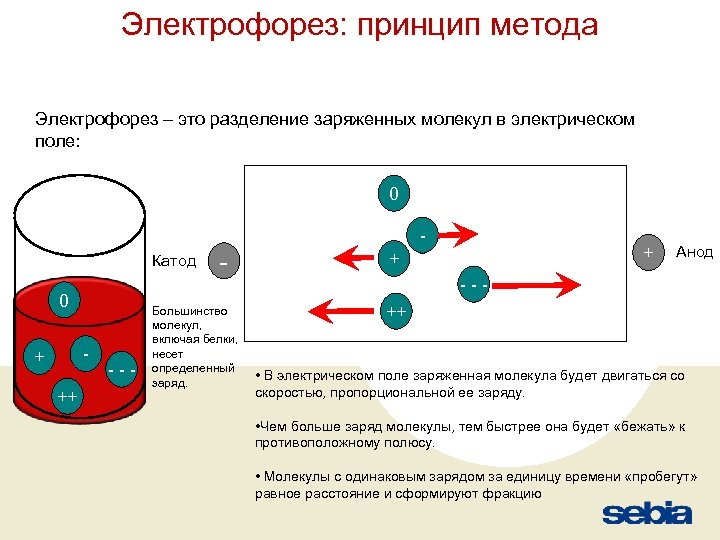 Электрофорез: принцип метода
Электрофорез – это разделение заряженных молекул в электрическом
поле:
0
-
Катод
-
+
+
Анод
- - -
++
0
+
-
- - -
++
Большинство
молекул,
включая белки,
несет
определенный
заряд.
• В электрическом поле заряженная молекула будет двигаться со
скоростью, пропорциональной ее заряду.
•Чем больше заряд молекулы, тем быстрее она будет «бежать» к
противоположному полюсу.
• Молекулы с одинаковым зарядом за единицу времени «пробегут»
равное расстояние и сформируют фракцию
sebia